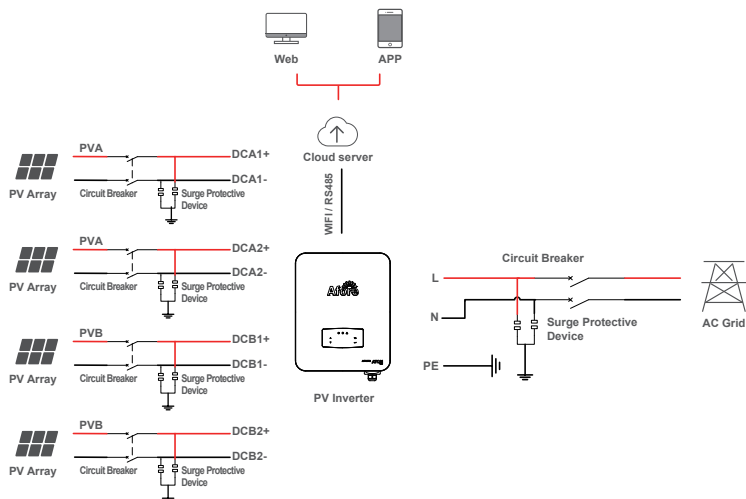 Web
APP
Cloud server
WIFI / RS485
PVA
DCA1+
DCA1-
PV Array
Circuit Breaker
Surge Protective
Device
PVA
DCA2+
DCA2-
PV Array
Circuit Breaker
Surge Protective
Device
PVB
DCB1+
DCB1-
PV Array
Circuit Breaker
Surge Protective
Device
PVB
DCB2+
DCB2-
PV Array
Circuit Breaker
Surge Protective
Device
Afore
PV Inverter
Circuit Breaker
L
N
Surge Protective
Device
PE
AC Grid